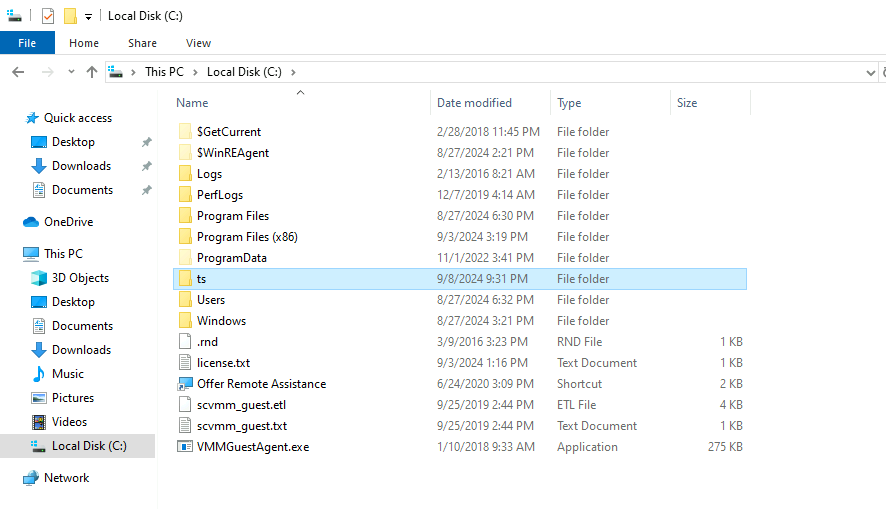 Local Disk (C:)
File Home Share View
This PC Local Disk (C:)
Name Date modified Type Size
Quick access
Desktop
Downloads
Documents
OneDrive
This PC
3D Objects
Desktop
Documents
Downloads
Music
Pictures
Videos
Local Disk (C:)
Network
$GetCurrent 2/28/2018 11:45 PM File folder
$WinREAgent 8/27/2024 2:21 PM File folder
Logs 2/13/2016 8:21 AM File folder
PerfLogs 12/7/2019 4:14 AM File folder
Program Files 8/27/2024 6:30 PM File folder
Program Files (x86) 9/3/2024 3:19 PM File folder
ProgramData 11/1/2022 3:41 PM File folder
ts 9/8/2024 9:31 PM File folder
Users 8/27/2024 6:32 PM File folder
Windows 8/27/2024 3:21 PM File folder
.rnd 3/9/2016 3:23 PM RND File 1 KB
license.txt 9/3/2024 1:16 PM Text Document 1 KB
Offer Remote Assistance 6/24/2020 3:09 PM Shortcut 2 KB
scvmm_guest.etl 9/25/2019 2:44 PM ETL File 4 KB
scvmm_guest.txt 9/25/2019 2:44 PM Text Document 1 KB
VMMGuestAgent.exe 1/10/2018 9:33 AM Application 275 KB